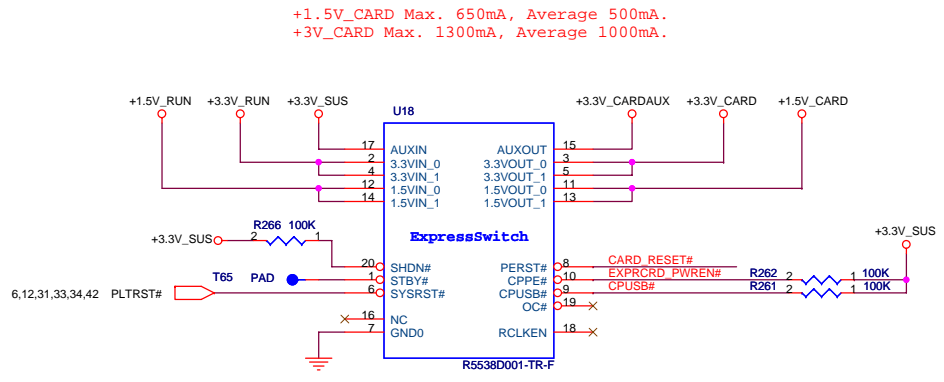 +1.5V_CARD Max. 650mA, Average 500mA.
+3V_CARD Max. 1300mA, Average 1000mA.
+1.5V_RUN +3.3V_RUN +3.3V_SUS
U18
+3.3V_CARDAUX +3.3V_CARD +1.5V_CARD
17 AUXIN AUXOUT 15
2 3.3VIN_0 3.3VOUT_0 3
4 3.3VIN_1 3.3VOUT_1 5
12 1.5VIN_0 1.5VOUT_0 11
14 1.5VIN_1 1.5VOUT_1 13
R266 100K
+3.3V_SUS 2 1
ExpressSwitch
+3.3V_SUS
20 SHDN# PERST# 8 CARD_RESET#
T65 PAD 1 STBY# CPPE# 10 EXPRCRD_PWREN# R262 2 1 100K
6,12,31,33,34,42 PLTRST# 6 SYSRST# CPUSB# 9 CPUSB# R261 2 1 100K
OC# 19
16 NC
7 GND0 RCLKEN 18
R5538D001-TR-F